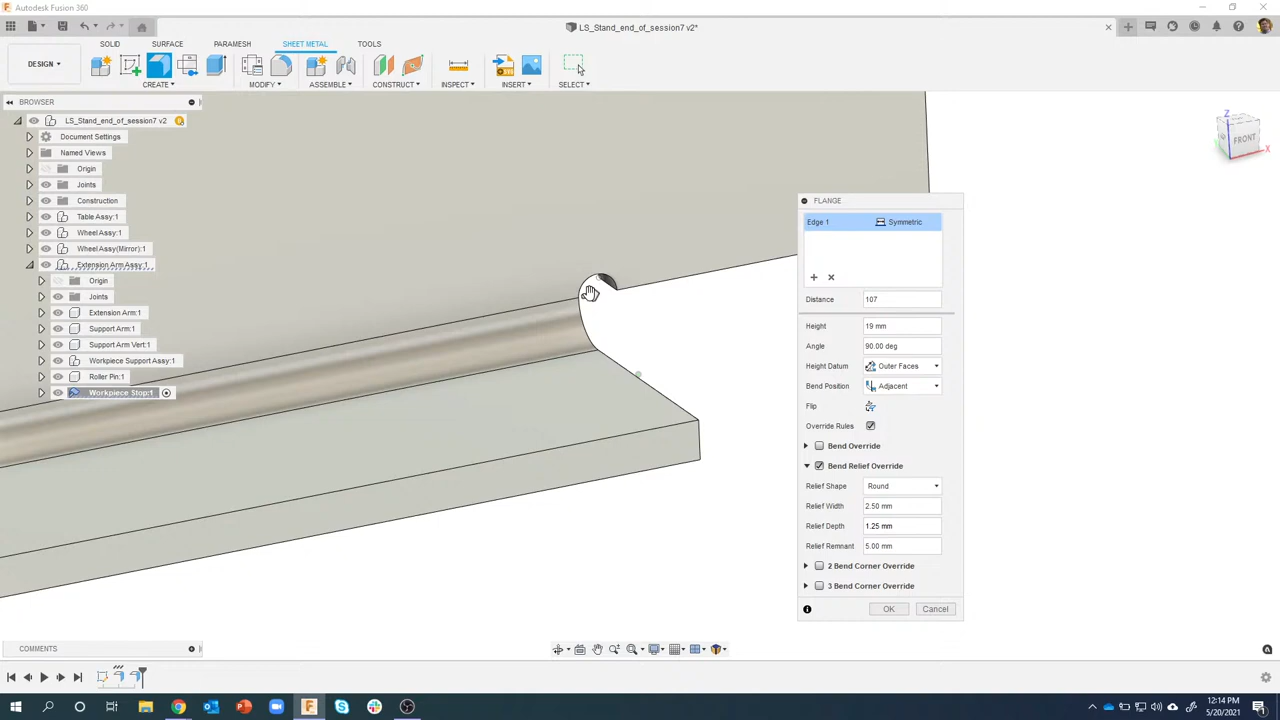 Autodesk Fusion 360
LS_Stand_end_of_session7 v2*
DESIGN
SOLID SURFACE PARAMESH SHEET METAL TOOLS
CREATE MODIFY ASSEMBLE CONSTRUCT INSPECT INSERT SELECT
BROWSER
LS_Stand_end_of_session7 v2
Document Settings
Named Views
Origin
Joints
Construction
Table Assy:1
Wheel Assy:1
Wheel Assy(Mirror):1
Extension Arm Assy:1
Origin
Joints
Extension Arm:1
Support Arm:1
Support Arm Vert:1
Workpiece Support Assy:1
Roller Pin:1
Workpiece Stop:1
Z
FRONT
X
FLANGE
Edge 1 Symmetric
Distance 107
Height 19 mm
Angle 90.00 deg
Height Datum Outer Faces
Bend Position Adjacent
Flip
Override Rules
Bend Override
Bend Relief Override
Relief Shape Round
Relief Width 2.50 mm
Relief Depth 1.25 mm
Relief Remnant 5.00 mm
2 Bend Corner Override
3 Bend Corner Override
OK Cancel
COMMENTS
12:14 PM
5/20/2021